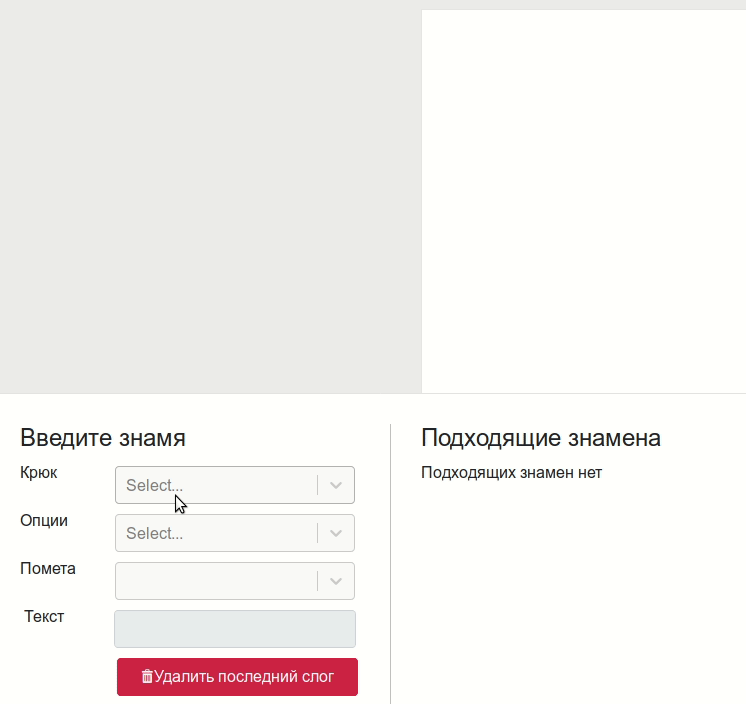 Введите знамя
Крюк
Select...
Опции
Select...
Помета
Текст
Удалить последний слог
Подходящие знамена
Подходящих знамен нет